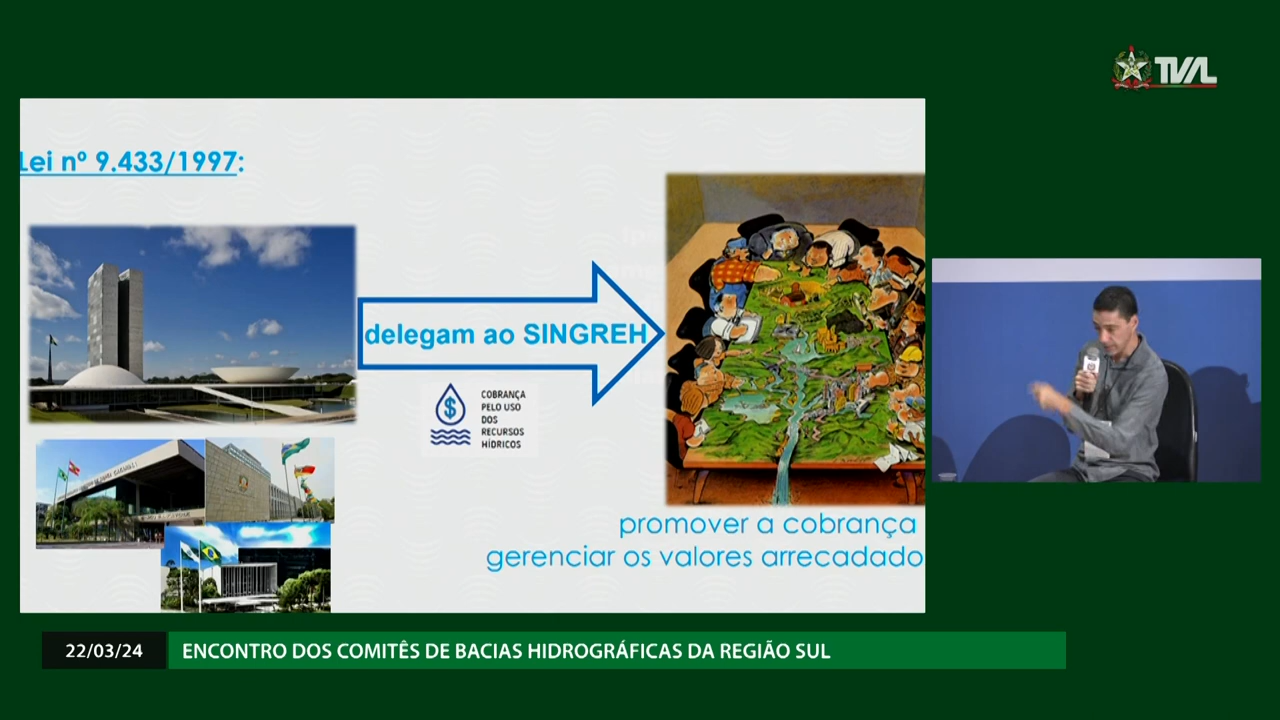 TVAL
Lei nº 9.433/1997:
delegam ao SINGREH
COBRANÇA
PELO USO
DOS
RECURSOS
HÍDRICOS
promover a cobrança
gerenciar os valores arrecadado
22/03/24
ENCONTRO DOS COMITÊS DE BACIAS HIDROGRÁFICAS DA REGIÃO SUL